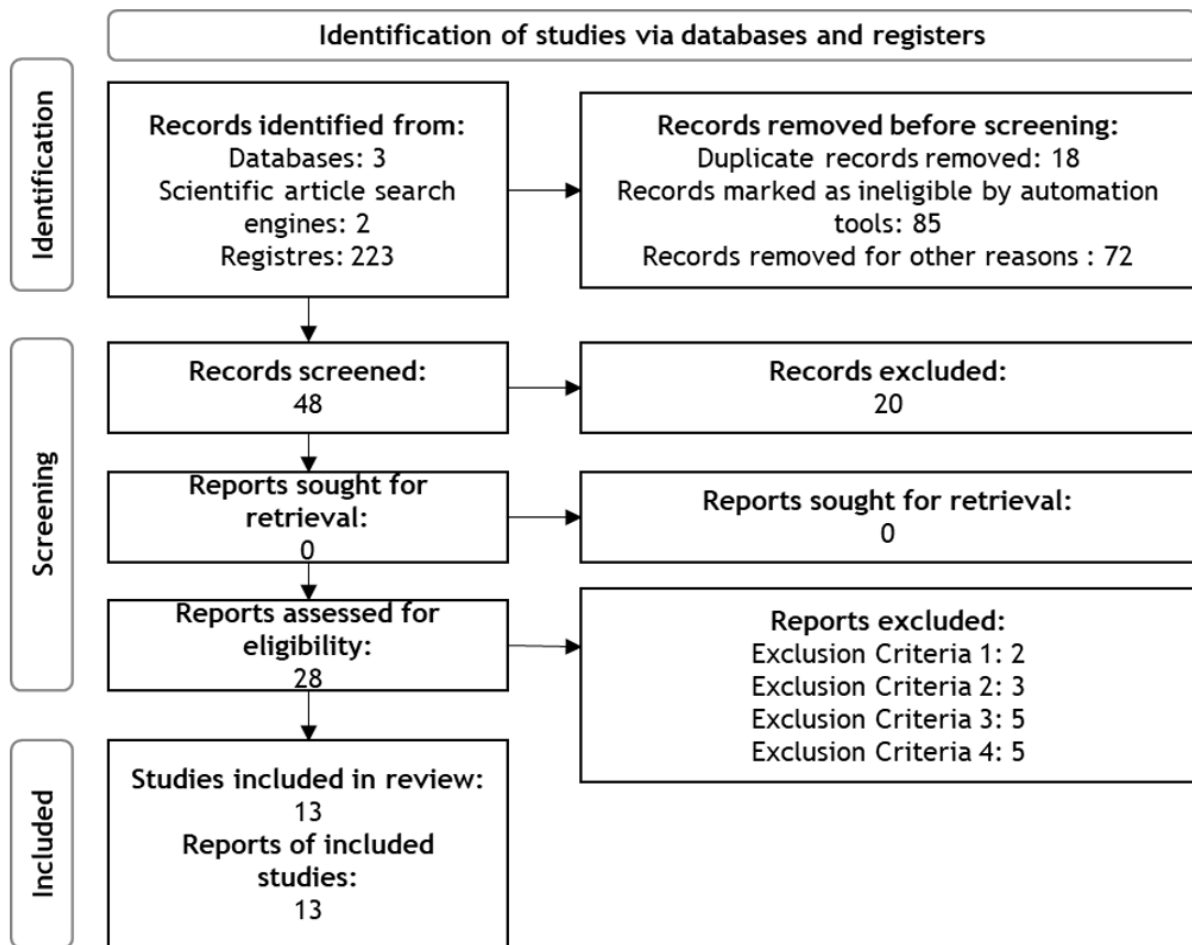 Identification of studies via databases and registers
Identification
Records identified from:
Databases: 3
Scientific article search
engines: 2
Registres: 223
Records removed before screening:
Duplicate records removed: 18
Records marked as ineligible by automation
tools: 85
Records removed for other reasons : 72
Screening
Records screened:
48
Records excluded:
20
Reports sought for
retrieval:
0
Reports sought for retrieval:
0
Reports assessed for
eligibility:
28
Reports excluded:
Exclusion Criteria 1: 2
Exclusion Criteria 2: 3
Exclusion Criteria 3: 5
Exclusion Criteria 4: 5
Included
Studies included in review:
13
Reports of included
studies:
13